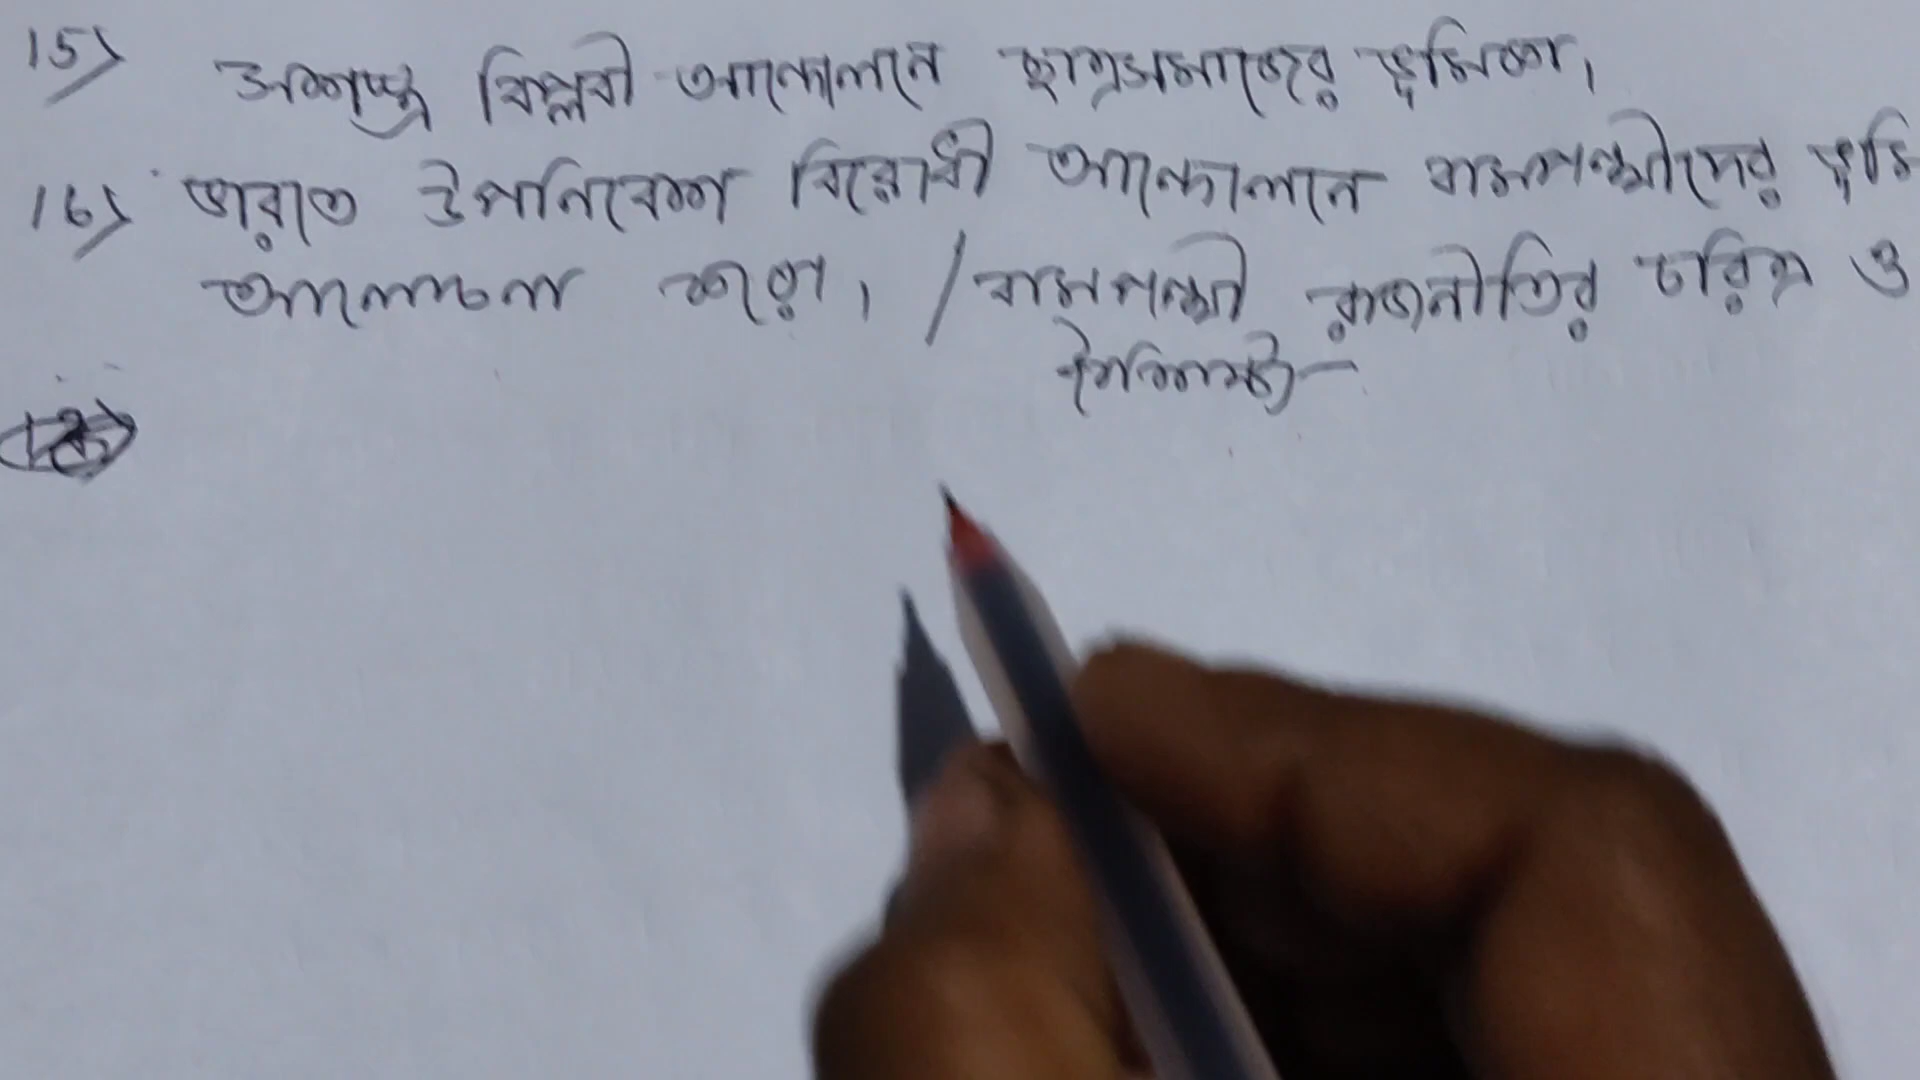 15) সশস্ত্র বিপ্লবী আন্দোলনে ছাত্রসমাজের ভূমিকা।
16) ভারতে উপনিবেশ বিরোধী আন্দোলনে বামপন্থীদের ভূমি
আলোচনা করো। / বামপন্থী রাজনীতির চরিত্র ও
বৈশিষ্ট্য